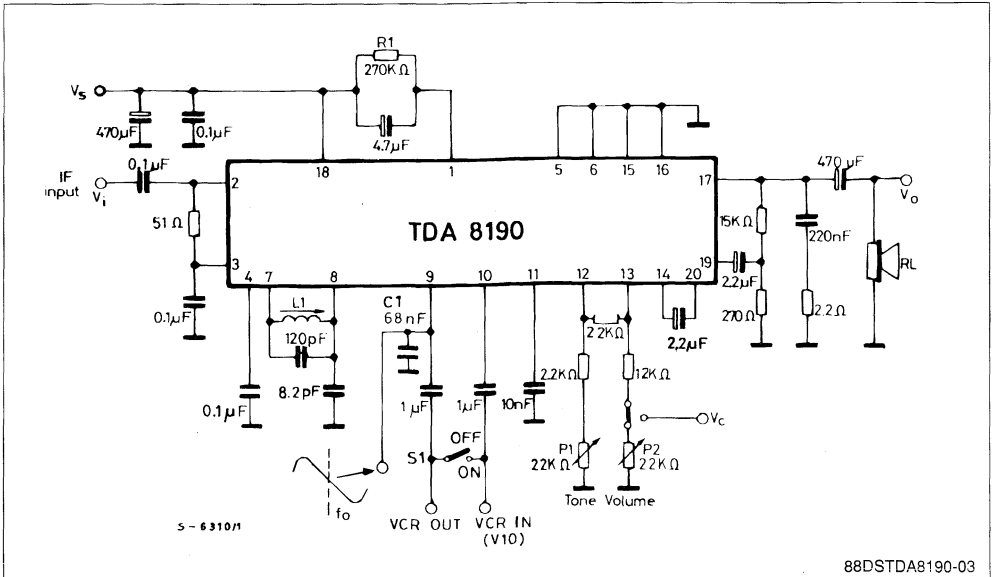 R1
270KΩ
Vs
470µF
0.1µF
4.7µF
0.1µF
IF
input
Vi
18
1
5
6
15
16
470µF
2
17
Vo
51Ω
TDA 8190
15KΩ
220nF
3
19
RL
4
7
8
9
10
11
12
13
14
20
2,2µF
0.1µF
L1
C1
68nF
2.2KΩ
270Ω
2.2Ω
120pF
2,2µF
2.2KΩ
12KΩ
0.1µF
8.2pF
1µF
1µF
10nF
Vc
OFF
S1
ON
P1
22KΩ
P2
22KΩ
fo
Tone
Volume
VCR OUT
VCR IN
(V10)
S-6310/1
88DSTDA8190-03